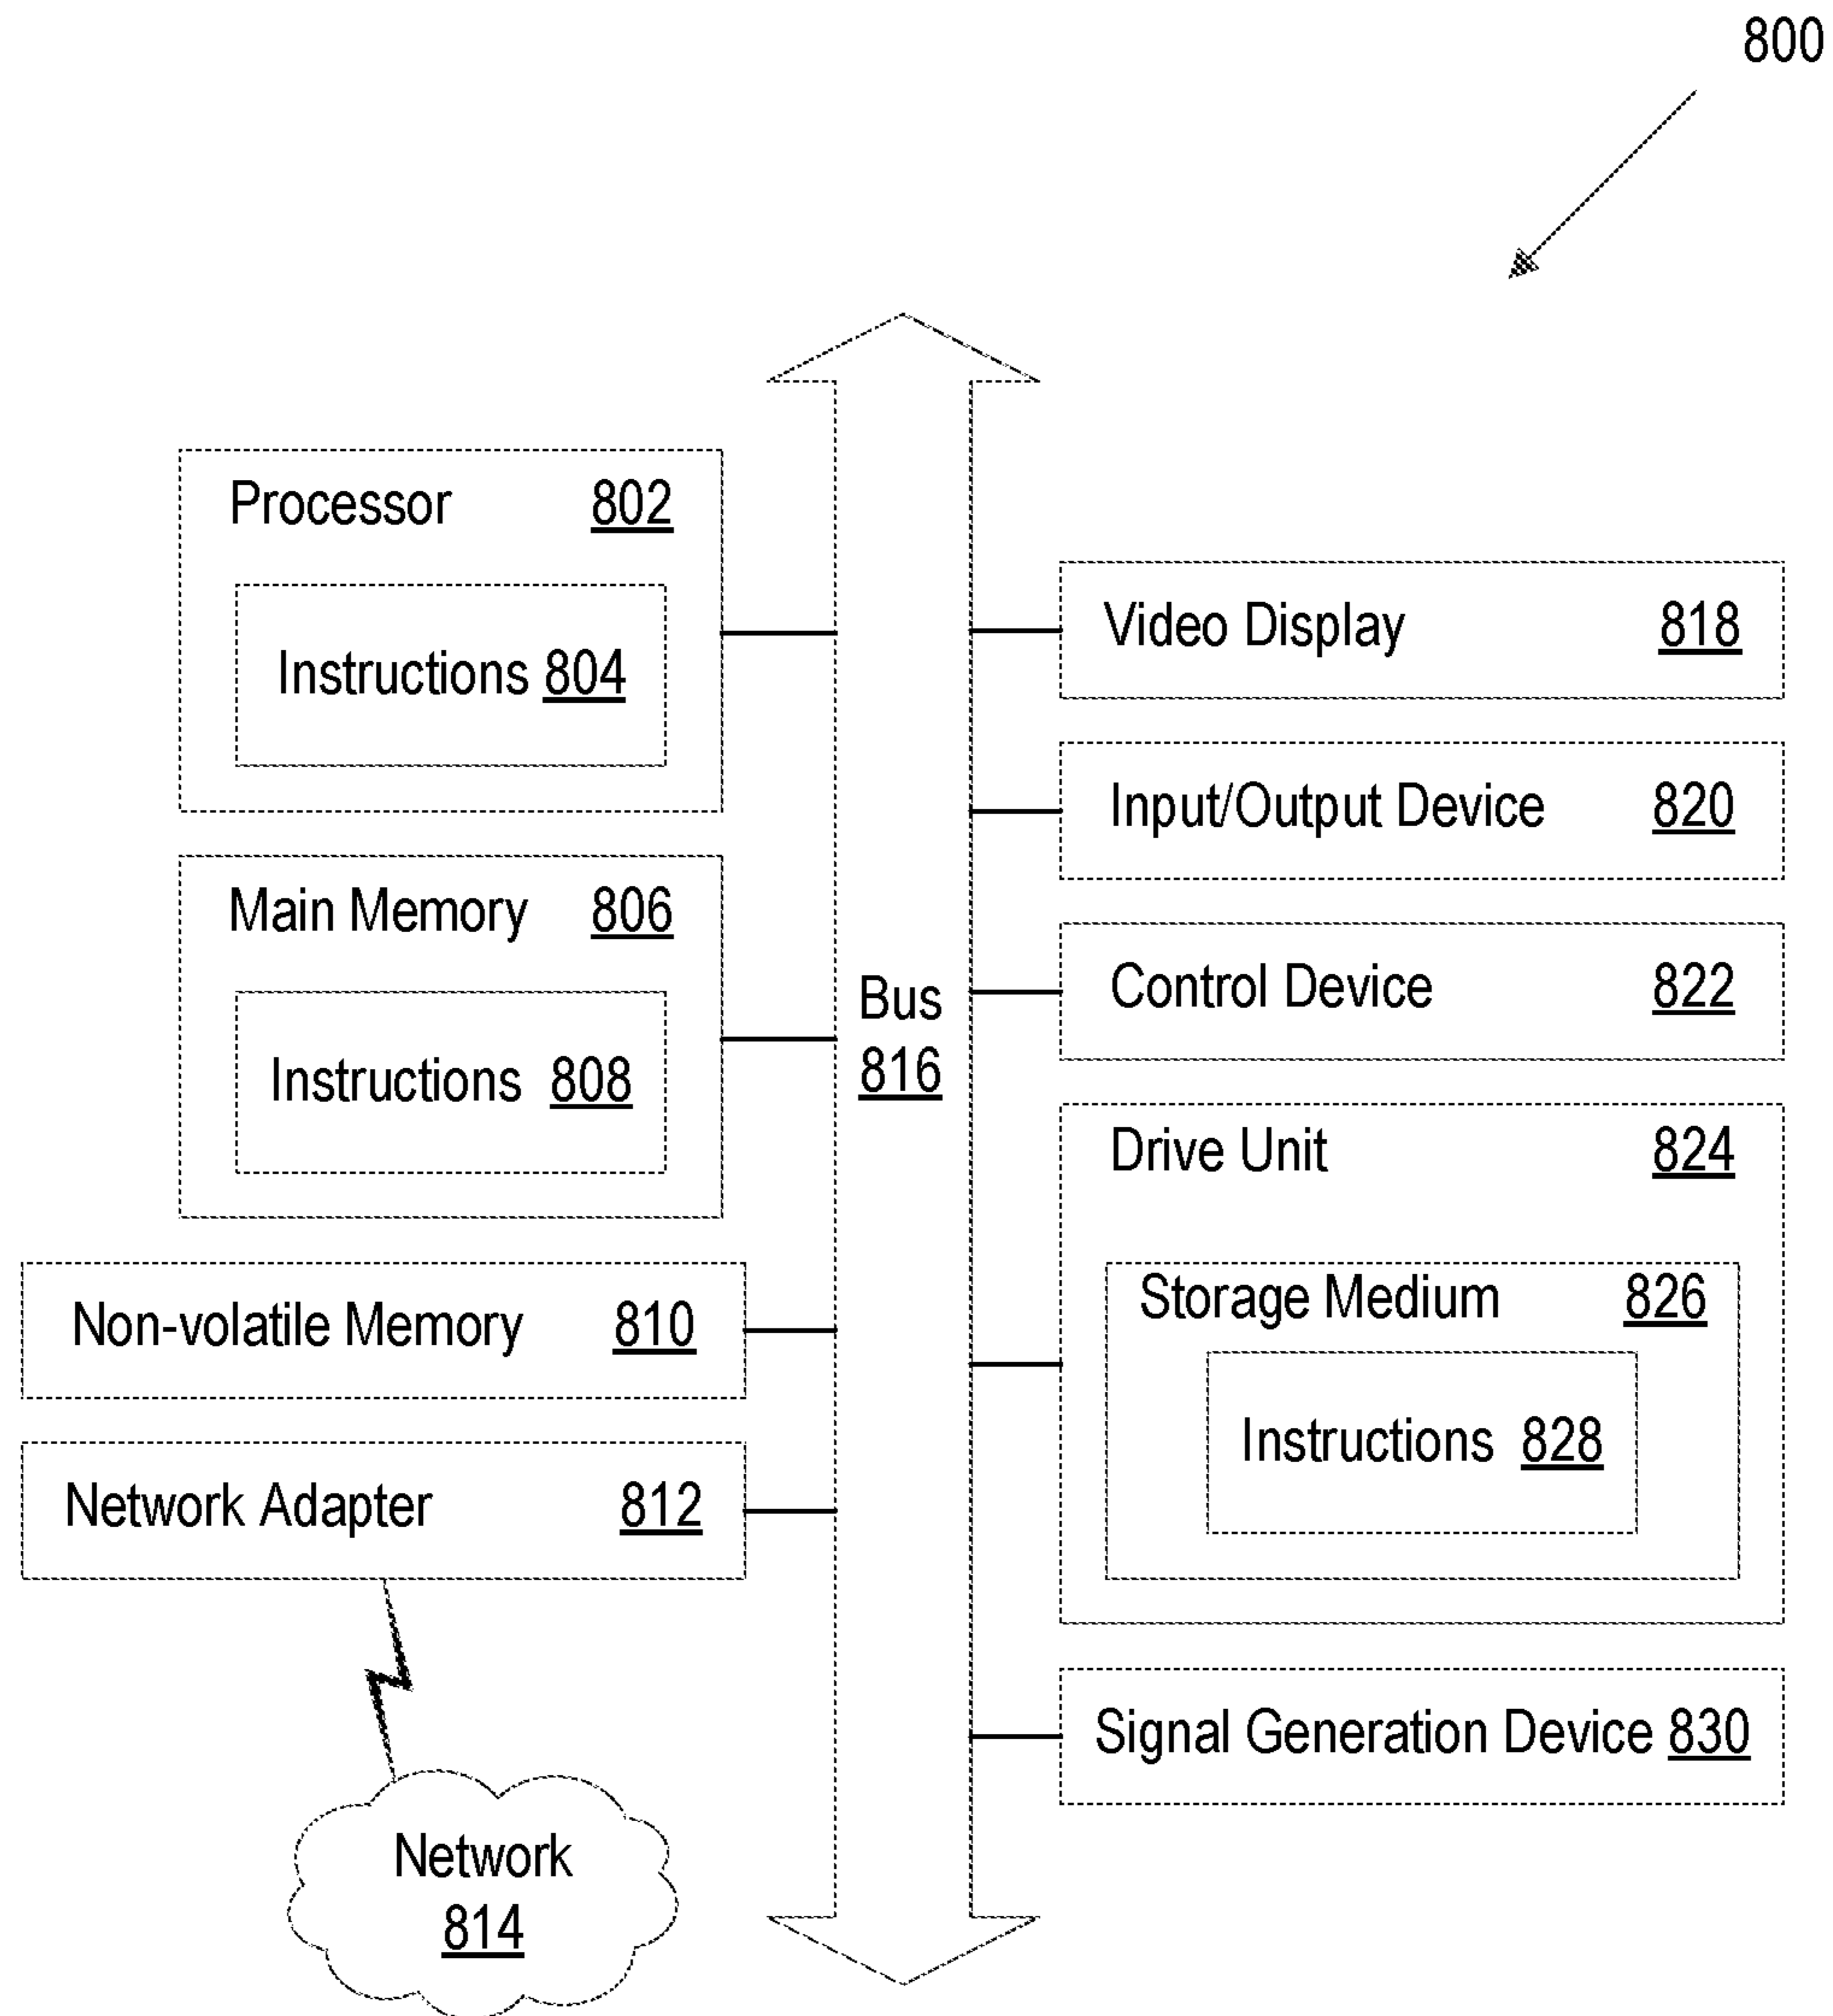 800
Processor 802
Instructions 804
Main Memory 806
Instructions 808
Non-volatile Memory 810
Network Adapter 812
Network
814
Bus
816
Video Display 818
Input/Output Device 820
Control Device 822
Drive Unit 824
Storage Medium 826
Instructions 828
Signal Generation Device 830